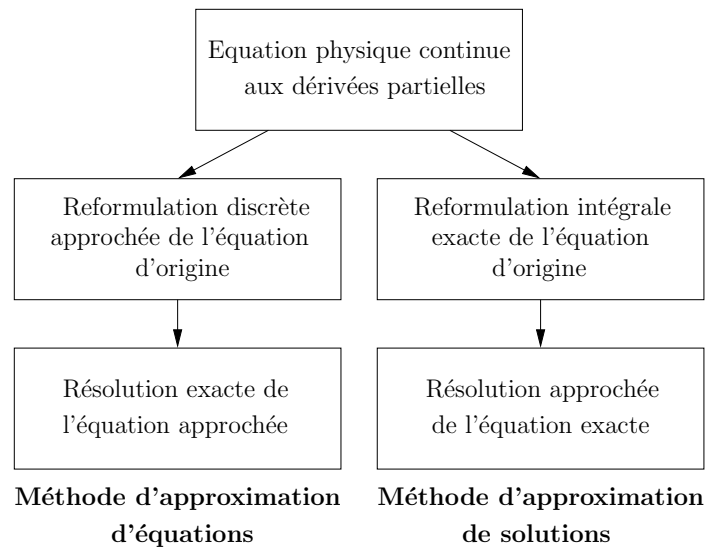 Equation physique continue
aux dérivées partielles
Reformulation discrète
approchée de l'équation
d'origine
Reformulation intégrale
exacte de l'équation
d'origine
Résolution exacte de
l'équation approchée
Résolution approchée
de l'équation exacte
Méthode d'approximation
d'équations
Méthode d'approximation
de solutions